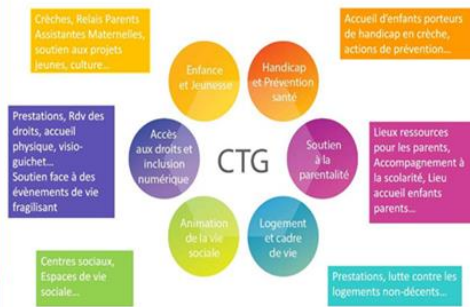 Crèches, Relais Parents
Assistantes Maternelles,
soutien aux projets
jeunes, culture...
Accueil d'enfants porteurs
de handicap en crèche,
actions de prévention...
Enfance
et Jeunesse
Handicap
et Prévention
santé
Prestations, Rdv des
droits, accueil
physique, visio-
guichet...
Soutien face à des
évènements de vie
fragilisant
Accès
aux droits et
inclusion
numérique
CTG
Soutien
à la
parentalité
Lieux ressources
pour les parents,
Accompagnement à
la scolarité, Lieu
accueil enfants
parents...
Animation
de la vie
sociale
Logement
et cadre
de vie
Centres sociaux,
Espaces de vie
sociale...
Prestations, lutte contre les
logements non-décents...